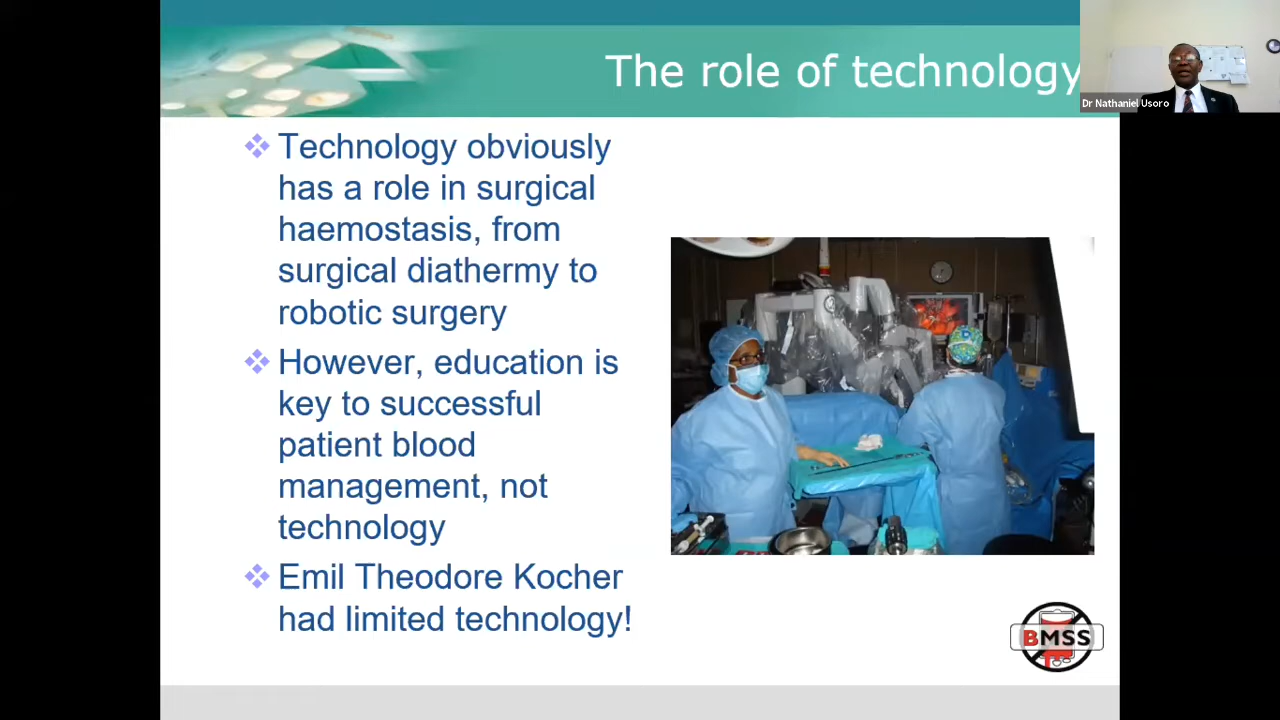 The role of technology
Dr Nathaniel Usoro
Technology obviously
has a role in surgical
haemostasis, from
surgical diathermy to
robotic surgery
However, education is
key to successful
patient blood
management, not
technology
Emil Theodore Kocher
had limited technology!
BMSS